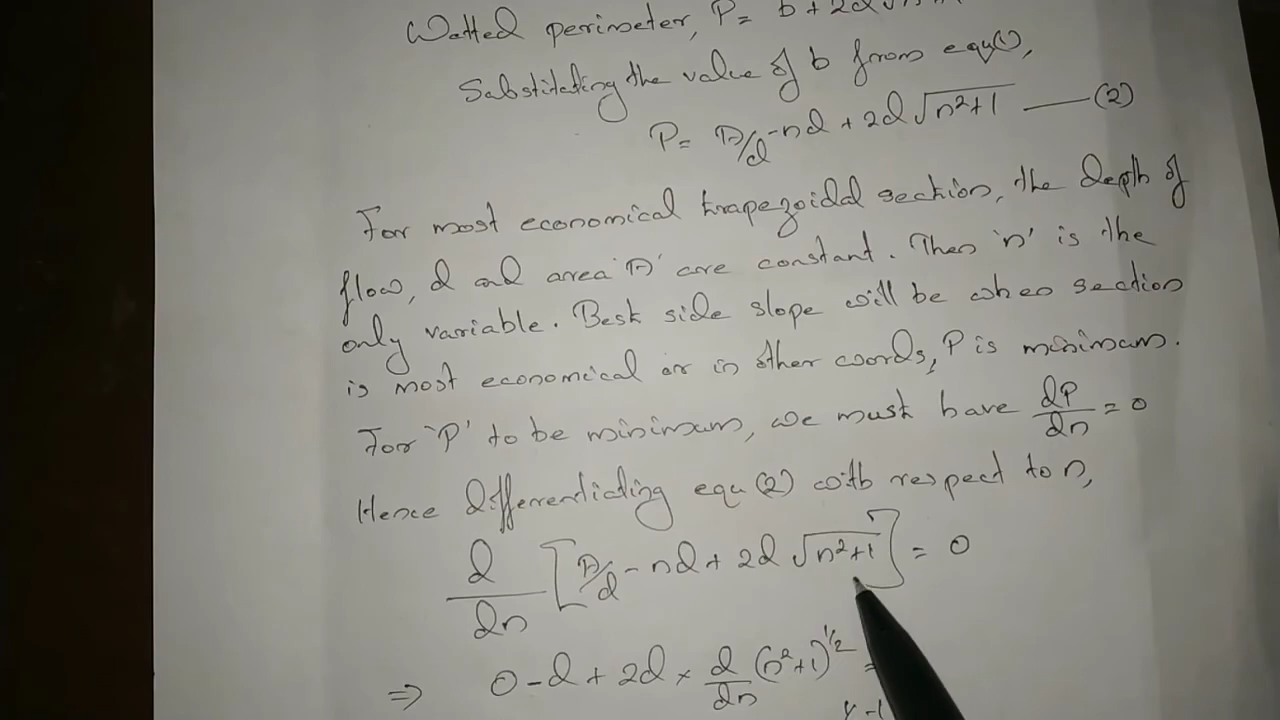 Wetted perimeter, P = b + 2d√
Substituting the value of b from equ(1),
P = A/d - nd + 2d √n²+1 —— (2)
For most economical trapezoidal section, the depth of
flow, d and area 'A' are constant. Then 'n' is the
only variable. Best side slope will be when section
is most economical or in other words, P is minimum.
For 'P' to be minimum, we must have dP/dn = 0
Hence differentiating equ (2) with respect to n,
d/dn [A/d - nd + 2d √n²+1] = 0
⇒ 0 - d + 2d × d/dn (n²+1)^1/2 =